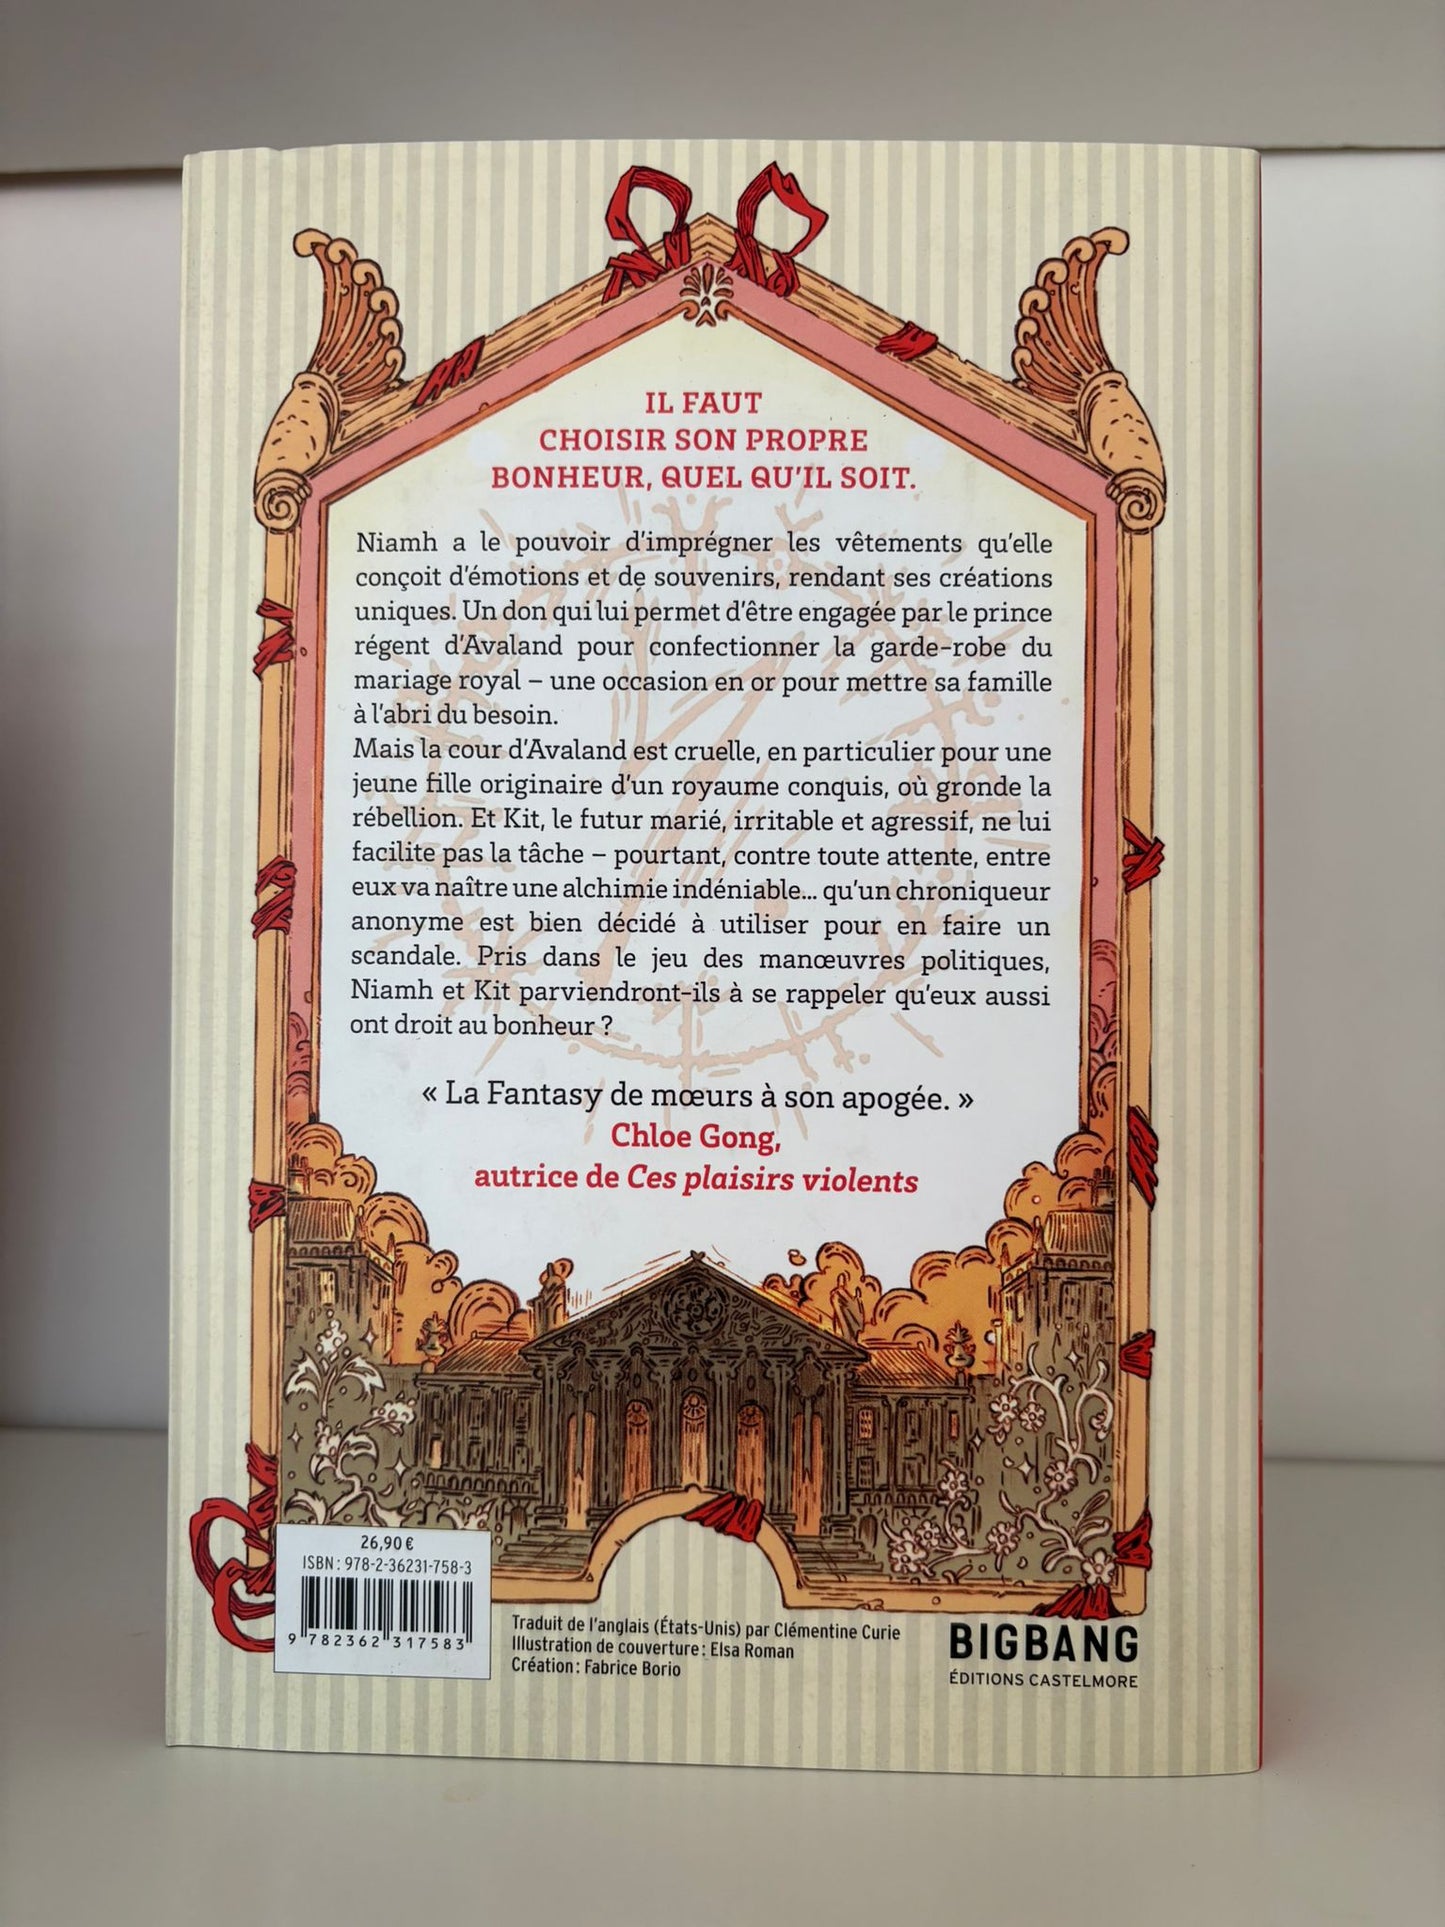 IL FAUT
CHOISIR SON PROPRE
BONHEUR, QUEL QU'IL SOIT.
Niamh a le pouvoir d'imprégner les vêtements qu'elle
conçoit d'émotions et de souvenirs, rendant ses créations
uniques. Un don qui lui permet d'être engagée par le prince
régent d'Avaland pour confectionner la garde-robe du
mariage royal – une occasion en or pour mettre sa famille
à l'abri du besoin.
Mais la cour d'Avaland est cruelle, en particulier pour une
jeune fille originaire d'un royaume conquis, où gronde la
rébellion. Et Kit, le futur marié, irritable et agressif, ne lui
facilite pas la tâche – pourtant, contre toute attente, entre
eux va naître une alchimie indéniable... qu'un chroniqueur
anonyme est bien décidé à utiliser pour en faire un
scandale. Pris dans le jeu des manœuvres politiques,
Niamh et Kit parviendront-ils à se rappeler qu'eux aussi
ont droit au bonheur ?
« La Fantasy de mœurs à son apogée. »
Chloe Gong,
autrice de Ces plaisirs violents
26,90 €
ISBN : 978-2-36231-758-3
9 782362 317583
Traduit de l'anglais (États-Unis) par Clémentine Curie
Illustration de couverture : Elsa Roman
Création : Fabrice Borio
BIGBANG
ÉDITIONS CASTELMORE